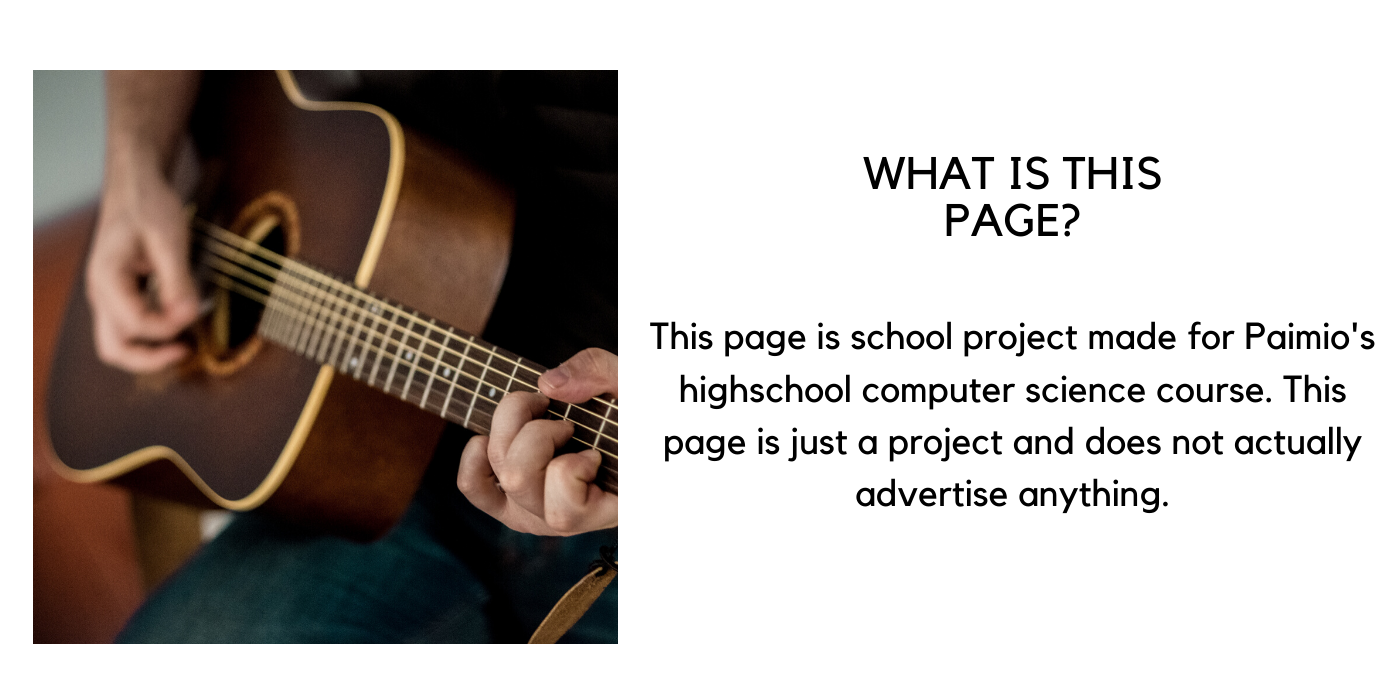 WHAT IS THIS
PAGE?
This page is school project made for Paimio's
highschool computer science course. This
page is just a project and does not actually
advertise anything.